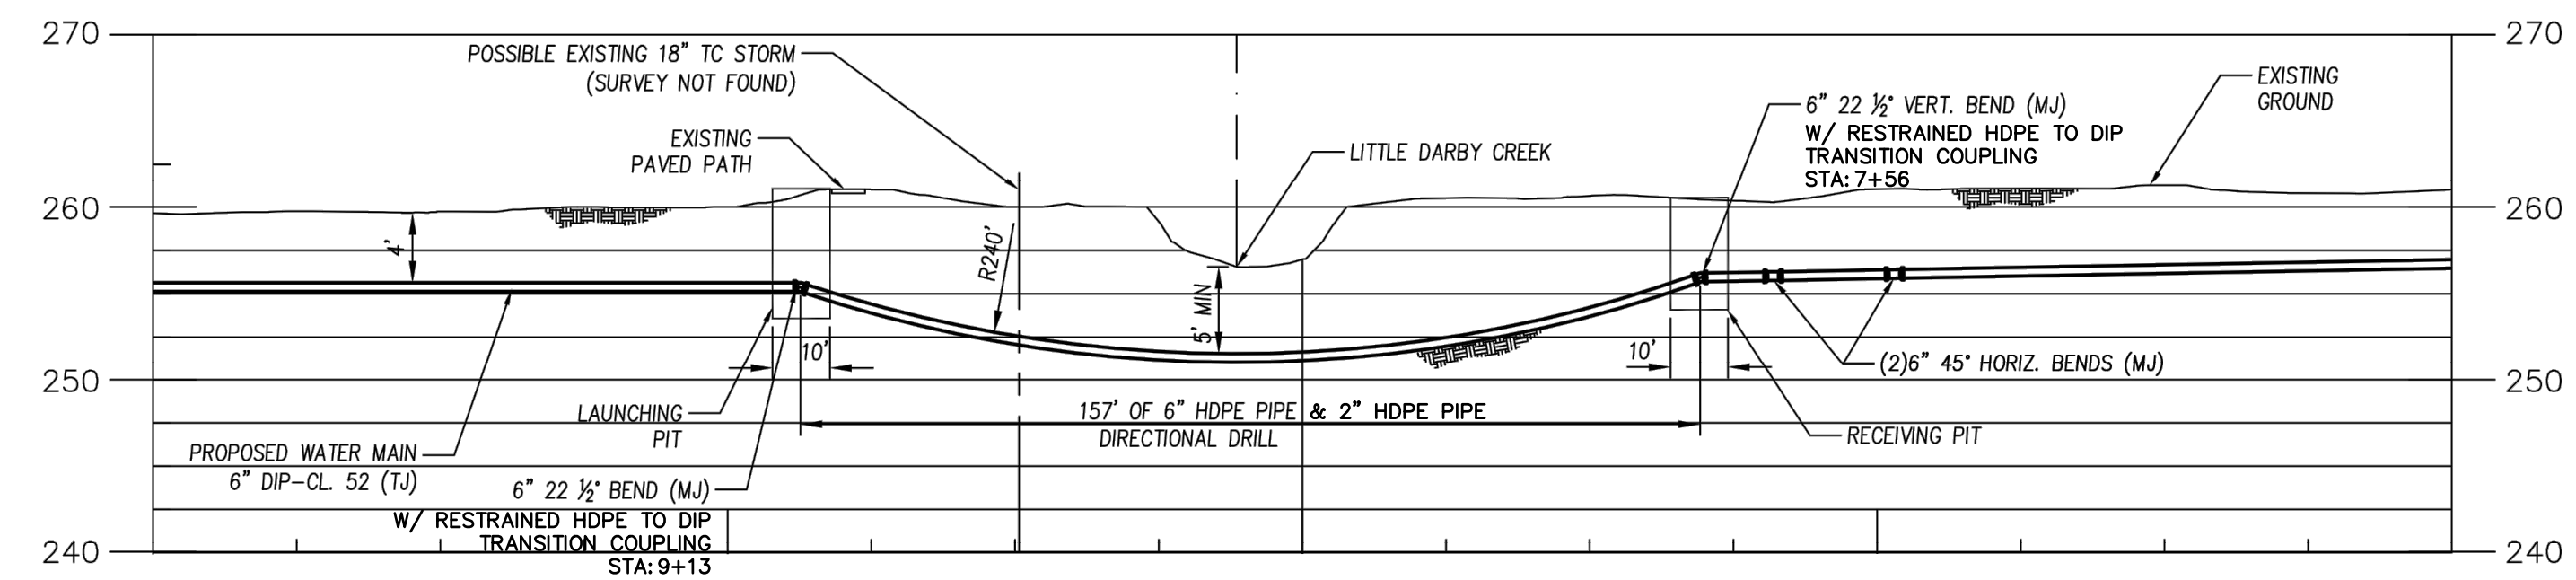 270
270
POSSIBLE EXISTING 18" TC STORM
(SURVEY NOT FOUND)
EXISTING
PAVED PATH
LITTLE DARBY CREEK
6" 22 ½° VERT. BEND (MJ)
W/ RESTRAINED HDPE TO DIP
TRANSITION COUPLING
STA: 7+56
EXISTING
GROUND
260
260
4'
R240'
5' MIN
10'
10'
(2)6" 45° HORIZ. BENDS (MJ)
250
250
LAUNCHING
PIT
157' OF 6" HDPE PIPE & 2" HDPE PIPE
DIRECTIONAL DRILL
RECEIVING PIT
PROPOSED WATER MAIN
6" DIP-CL. 52 (TJ)
6" 22 ½° BEND (MJ)
W/ RESTRAINED HDPE TO DIP
TRANSITION COUPLING
STA: 9+13
240
240